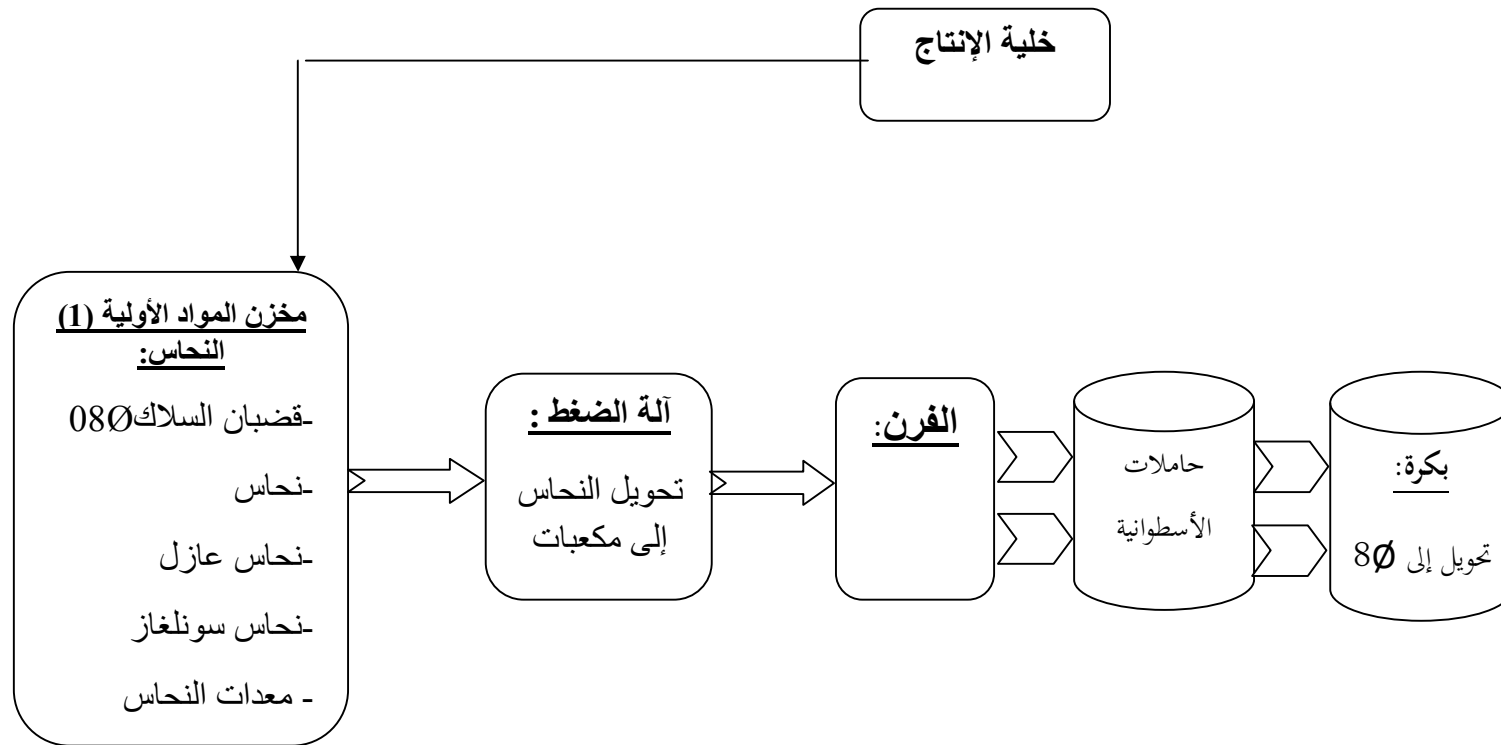 خلية الإنتاج
مخزن المواد الأولية (1)
النحاس:
-قضبان السلاك08Ø
-نحاس
-نحاس عازل
-نحاس سونلغاز
- معدات النحاس
آلة الضغط :
تحويل النحاس
إلى مكعبات
الفرن:
حاملات
الأسطوانية
بكرة:
تحويل إلى 8Ø